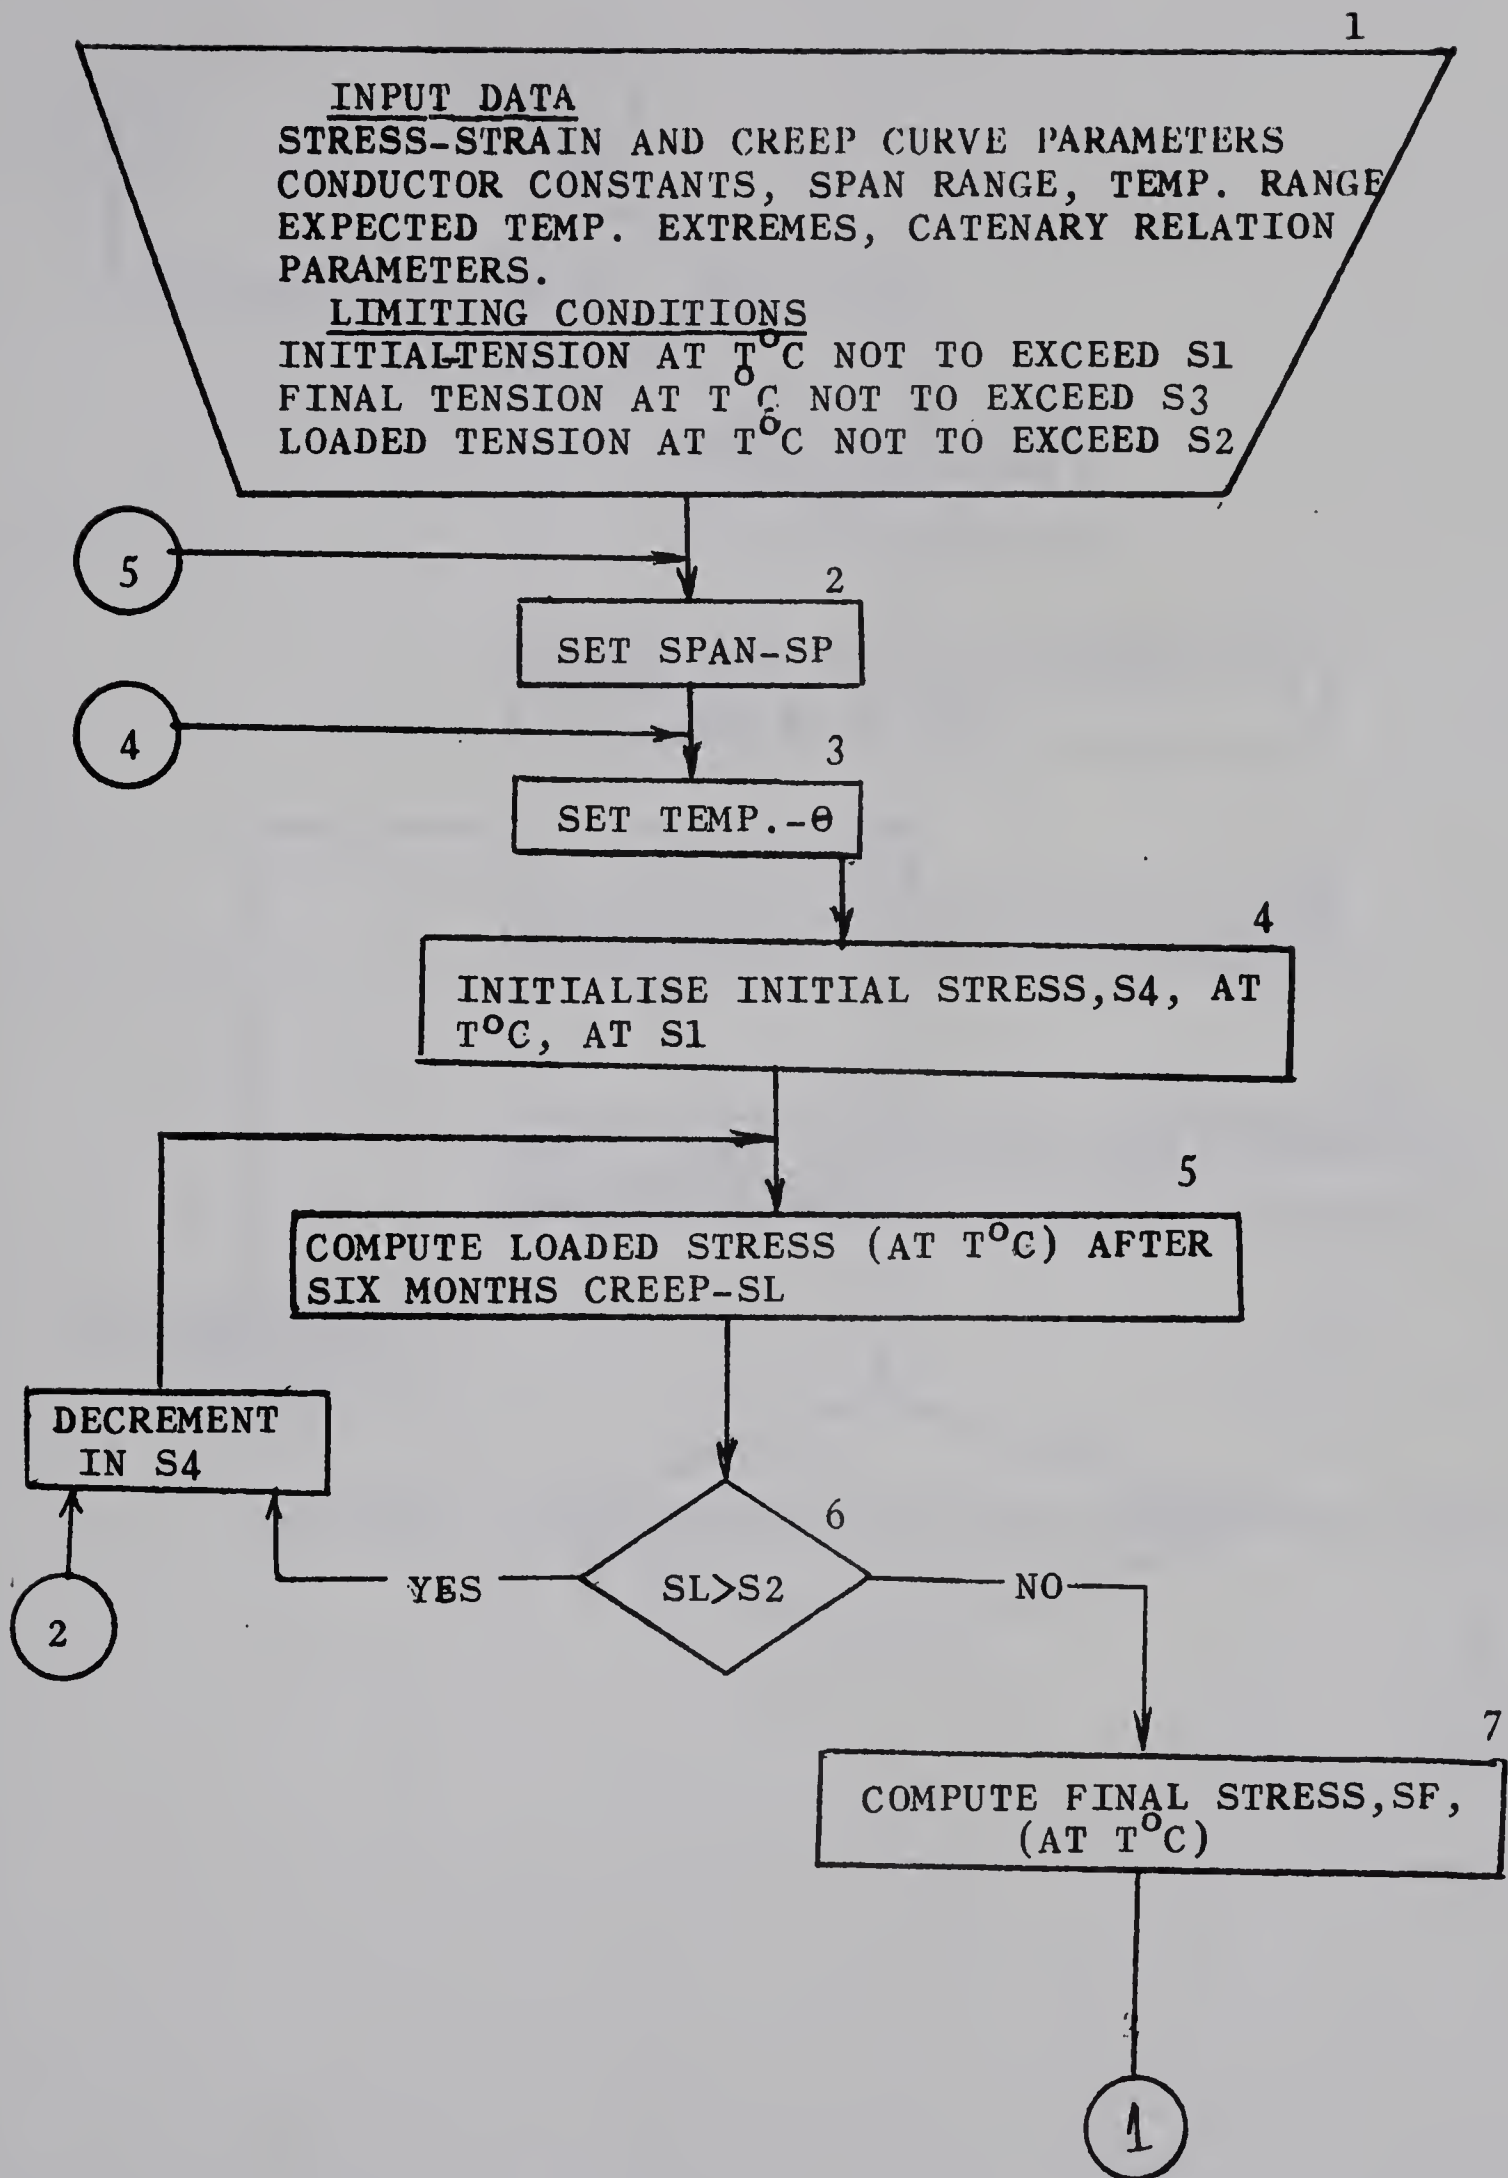 1
INPUT DATA
STRESS-STRAIN AND CREEP CURVE PARAMETERS
CONDUCTOR CONSTANTS, SPAN RANGE, TEMP. RANGE
EXPECTED TEMP. EXTREMES, CATENARY RELATION
PARAMETERS.
LIMITING CONDITIONS
INITIAL-TENSION AT T°C NOT TO EXCEED S1
FINAL TENSION AT T°C NOT TO EXCEED S3
LOADED TENSION AT T°C NOT TO EXCEED S2
5
2
SET SPAN-SP
4
3
SET TEMP.-θ
4
INITIALISE INITIAL STRESS,S4, AT
T°C, AT S1
5
COMPUTE LOADED STRESS (AT T°C) AFTER
SIX MONTHS CREEP-SL
DECREMENT
IN S4
6
YES
SL>S2
NO
2
7
COMPUTE FINAL STRESS,SF,
(AT T°C)
1